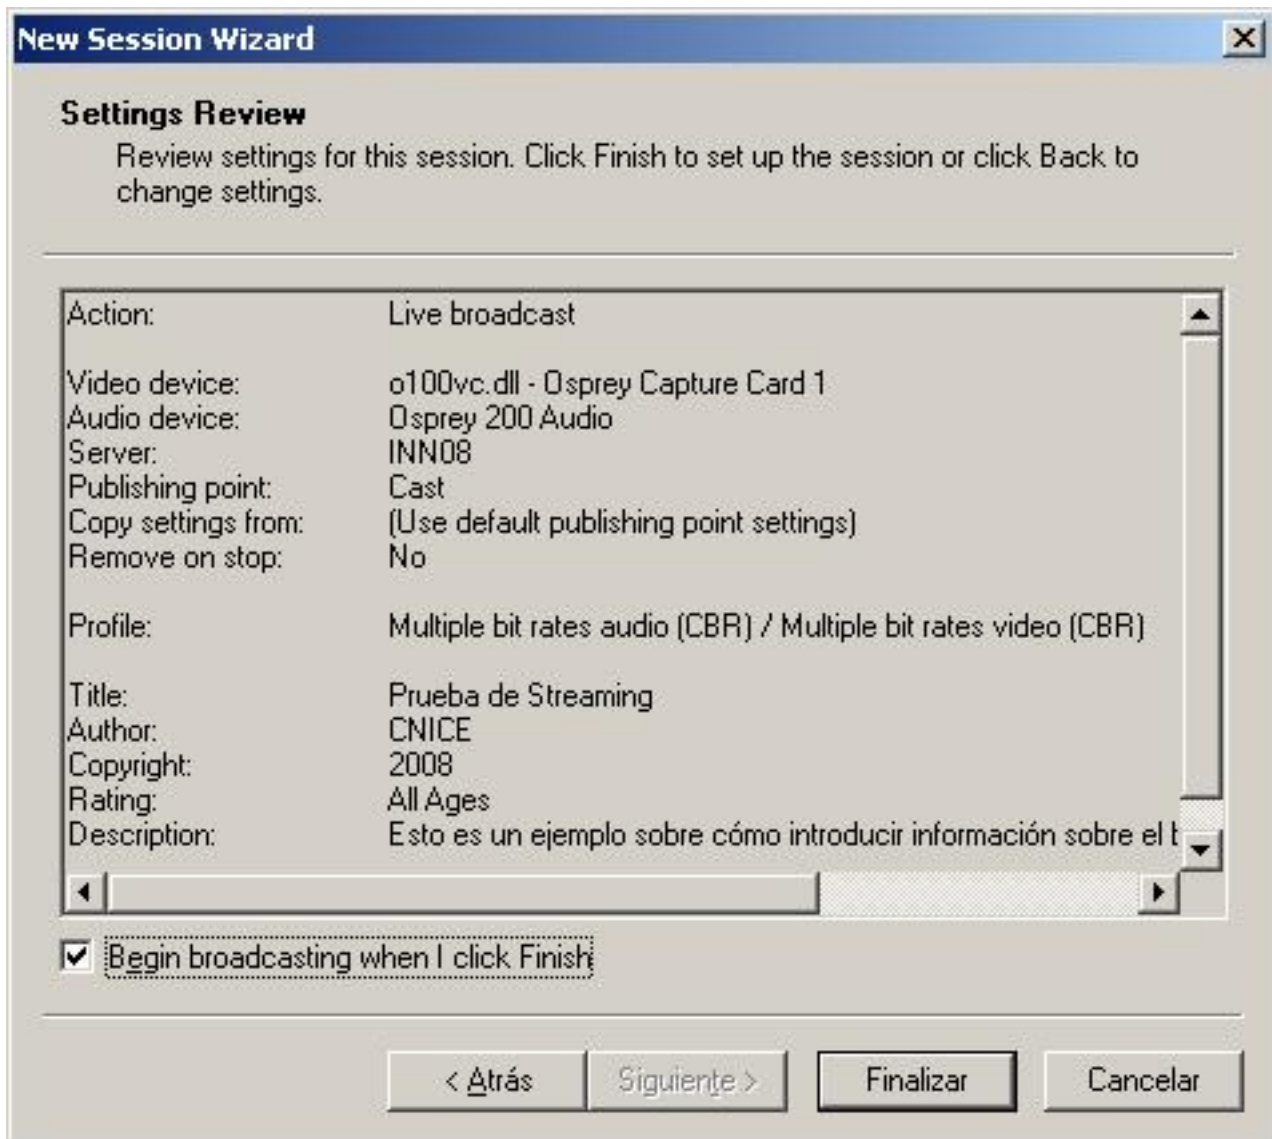 New Session Wizard
Settings Review
Review settings for this session. Click Finish to set up the session or click Back to
change settings.
Action: Live broadcast
Video device: o100vc.dll - Osprey Capture Card 1
Audio device: Osprey 200 Audio
Server: INN08
Publishing point: Cast
Copy settings from: (Use default publishing point settings)
Remove on stop: No
Profile: Multiple bit rates audio (CBR) / Multiple bit rates video (CBR)
Title: Prueba de Streaming
Author: CNICE
Copyright: 2008
Rating: All Ages
Description: Esto es un ejemplo sobre cómo introducir información sobre el
Begin broadcasting when I click Finish
< Atrás Siguiente > Finalizar Cancelar